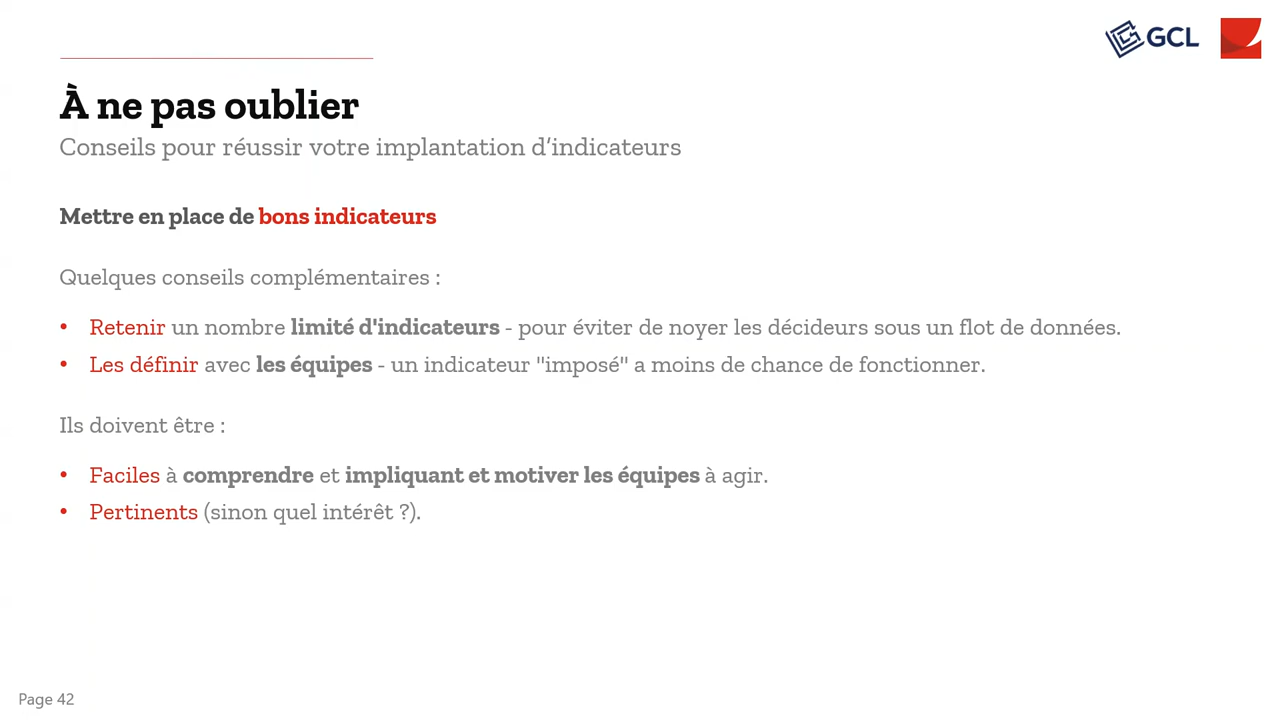 GCL
À ne pas oublier
Conseils pour réussir votre implantation d’indicateurs
Mettre en place de bons indicateurs
Quelques conseils complémentaires :
• Retenir un nombre limité d'indicateurs - pour éviter de noyer les décideurs sous un flot de données.
• Les définir avec les équipes - un indicateur "imposé" a moins de chance de fonctionner.
Ils doivent être :
• Faciles à comprendre et impliquant et motiver les équipes à agir.
• Pertinents (sinon quel intérêt ?).
Page 42